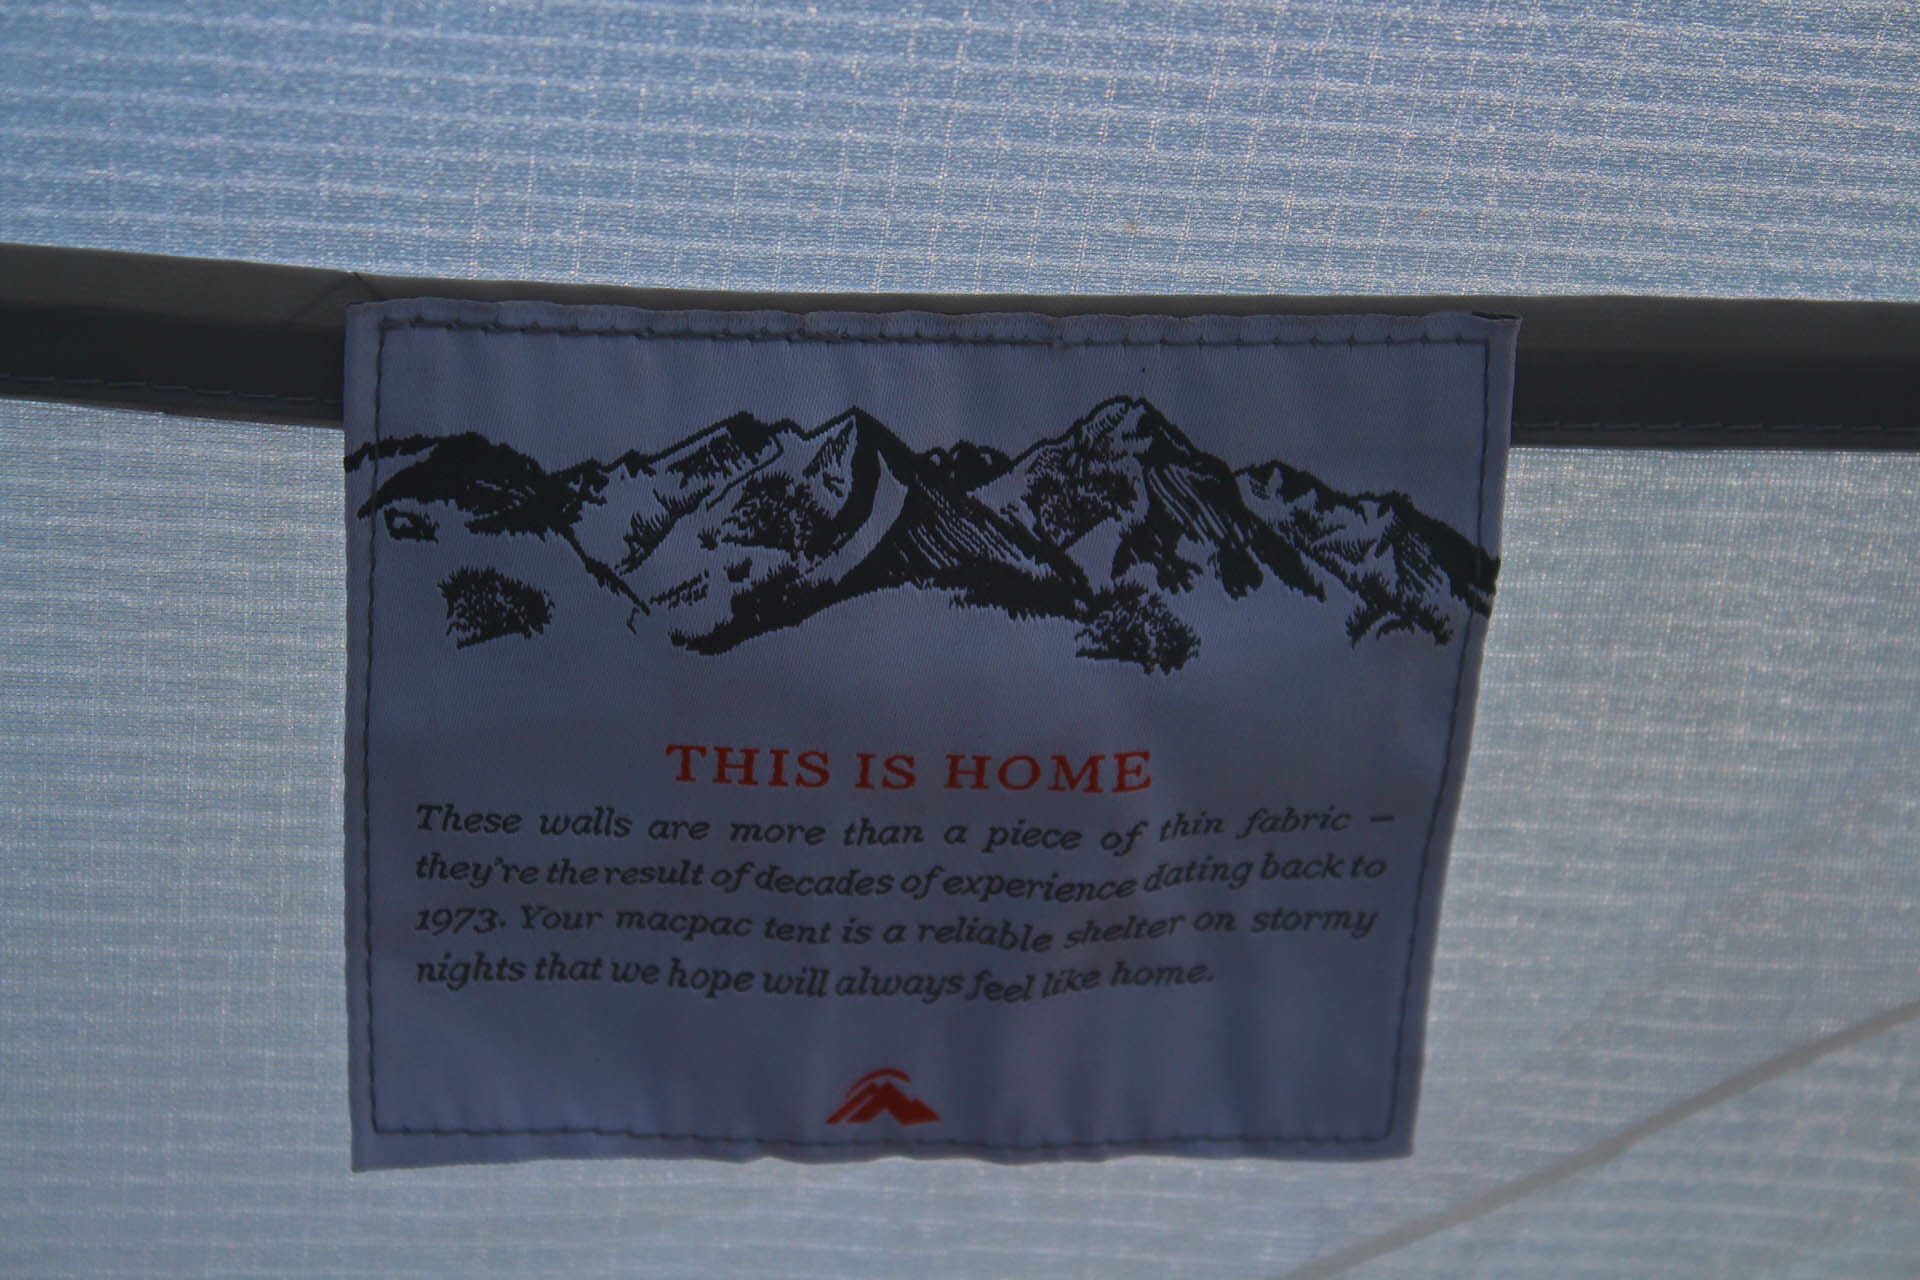 THIS IS HOME
These walls are more than a piece of thin fabric –
they're the result of decades of experience dating back to
1973. Your macpac tent is a reliable shelter on stormy
nights that we hope will always feel like home.